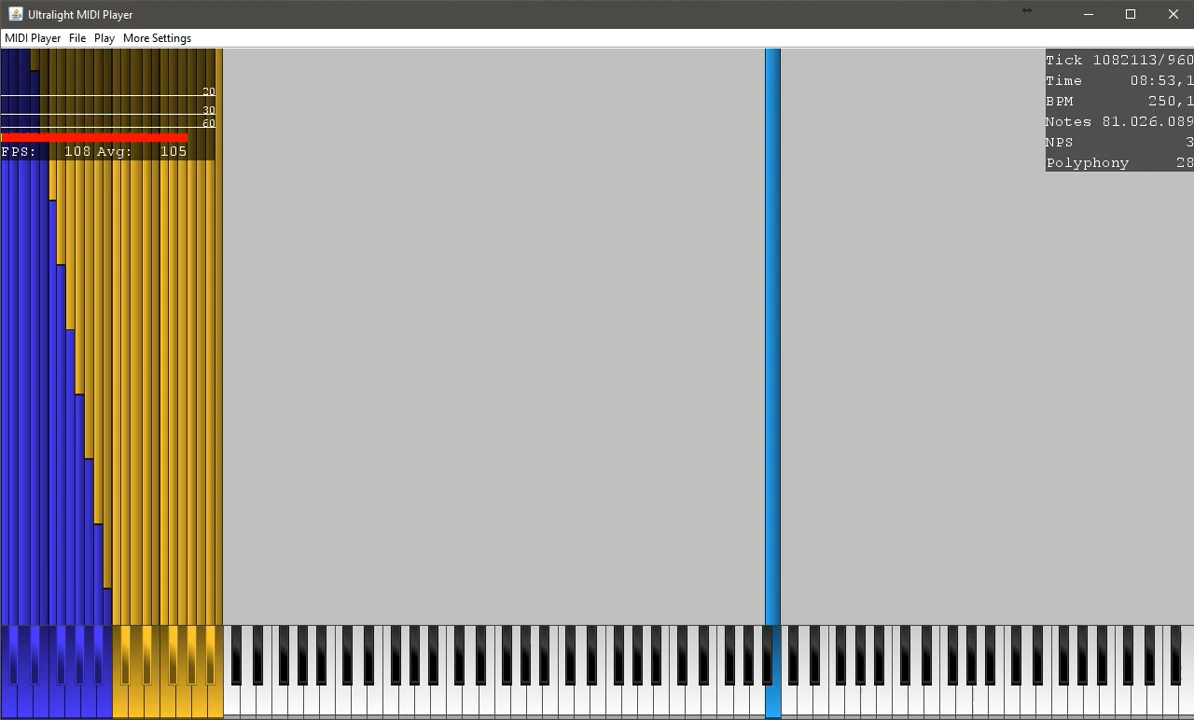 Ultralight MIDI Player
MIDI Player File Play More Settings
20
30
60
FPS: 108 Avg: 105
Tick 1082113/960
Time 08:53,1
BPM 250,1
Notes 81.026.089
NPS 3
Polyphony 28